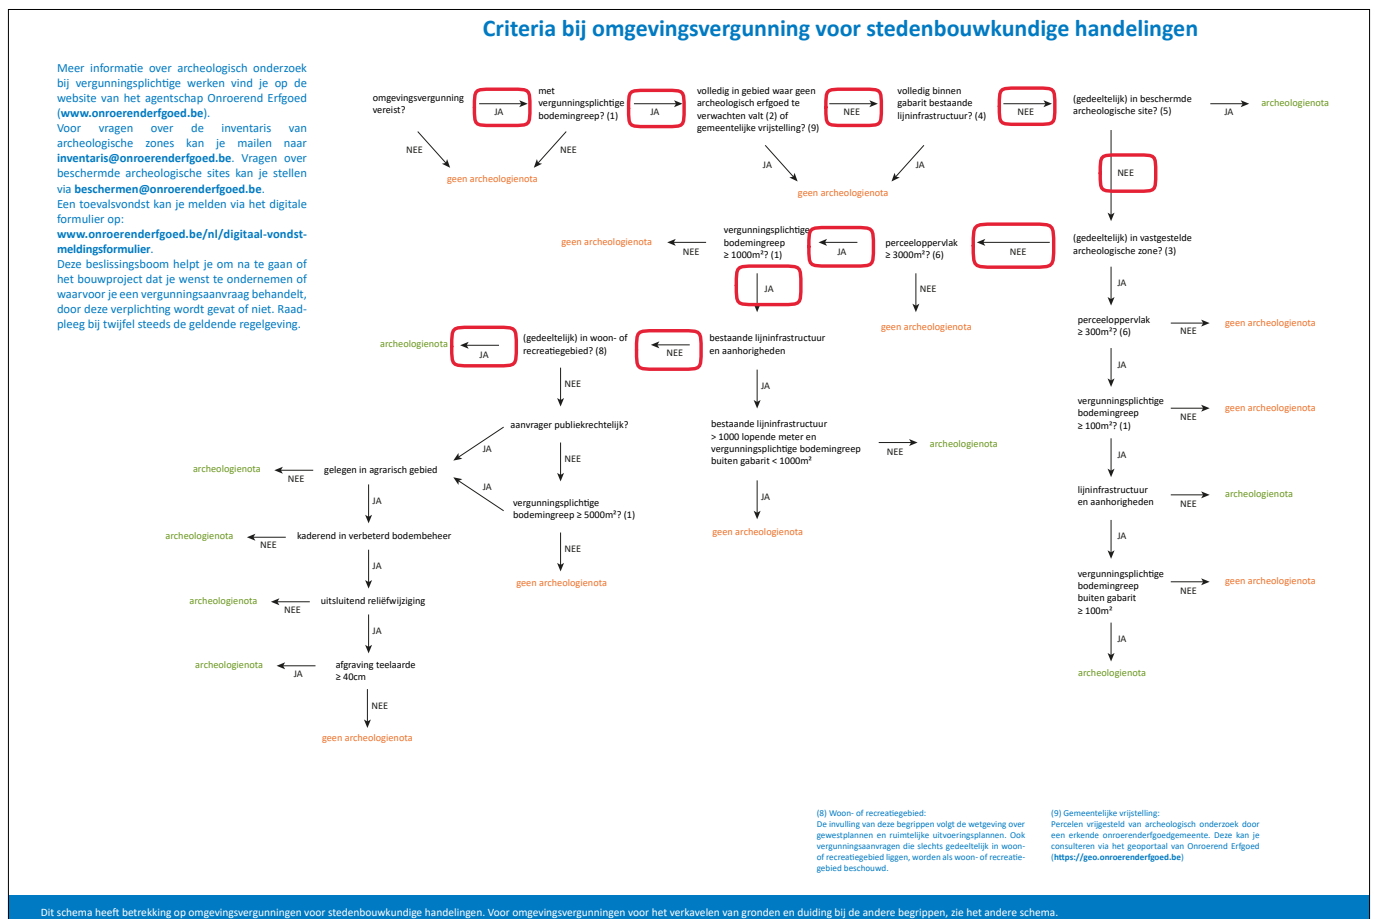 Criteria bij omgevingsvergunning voor stedenbouwkundige handelingen
Meer informatie over archeologisch onderzoek
bij vergunningsplichtige werken vind je op de
website van het agentschap Onroerend Erfgoed
(www.onroerenderfgoed.be).
Voor vragen over de inventaris van
archeologische zones kan je mailen naar
inventaris@onroerenderfgoed.be. Vragen over
beschermde archeologische sites kan je stellen
via beschermen@onroerenderfgoed.be.
Een toevalsvondst kan je melden via het digitale
formulier op:
www.onroerenderfgoed.be/nl/digitaal-vondst-
meldingsformulier.
Deze beslissingsboom helpt je om na te gaan of
het bouwproject dat je wenst te ondernemen of
waarvoor je een vergunningsaanvraag behandelt,
door deze verplichting wordt gevat of niet. Raad-
pleeg bij twijfel steeds de geldende regelgeving.
omgevingsvergunning
vereist?
JA
NEE
met
vergunningsplichtige
bodemingreep? (1)
JA
NEE
geen archeologienota
volledig in gebied waar geen
archeologisch erfgoed te
verwachten valt (2) of
gemeentelijke vrijstelling? (9)
NEE
JA
volledig binnen
gabarit bestaande
lijninfrastructuur? (4)
NEE
JA
geen archeologienota
(gedeeltelijk) in beschermde
archeologische site? (5)
JA
archeologienota
NEE
(gedeeltelijk) in vastgestelde
archeologische zone? (3)
NEE
JA
perceeloppervlak
≥ 3000m²? (6)
JA
NEE
geen archeologienota
vergunningsplichtige
bodemingreep
≥ 1000m²? (1)
NEE
geen archeologienota
JA
perceeloppervlak
≥ 300m²? (6)
NEE
geen archeologienota
JA
bestaande lijninfrastructuur
en aanhorigheden
NEE
JA
(gedeeltelijk) in woon- of
recreatiegebied? (8)
JA
archeologienota
NEE
vergunningsplichtige
bodemingreep
≥ 100m²? (1)
NEE
geen archeologienota
JA
bestaande lijninfrastructuur
> 1000 lopende meter en
vergunningsplichtige bodemingreep
buiten gabarit < 1000m²
NEE
archeologienota
JA
geen archeologienota
aanvrager publiekrechtelijk?
JA
NEE
gelegen in agrarisch gebied
NEE
archeologienota
JA
vergunningsplichtige
bodemingreep ≥ 5000m²? (1)
JA
NEE
geen archeologienota
lijninfrastructuur
en aanhorigheden
NEE
archeologienota
JA
kaderend in verbeterd bodembeheer
NEE
archeologienota
JA
vergunningsplichtige
bodemingreep
buiten gabarit
≥ 100m²
NEE
geen archeologienota
JA
archeologienota
uitsluitend reliëfwijziging
NEE
archeologienota
JA
afgraving teelaarde
≥ 40cm
JA
archeologienota
NEE
geen archeologienota
(8) Woon- of recreatiegebied:
De invulling van deze begrippen volgt de wetgeving over
gewestplannen en ruimtelijke uitvoeringsplannen. Ook
vergunningsaanvragen die slechts gedeeltelijk in woon-
of recreatiegebied liggen, worden als woon- of recreatie-
gebied beschouwd.
(9) Gemeentelijke vrijstelling:
Percelen vrijgesteld van archeologisch onderzoek door
een erkende onroerenderfgoedgemeente. Deze kan je
consulteren via het geoportaal van Onroerend Erfgoed
(https://geo.onroerenderfgoed.be)
Dit schema heeft betrekking op omgevingsvergunningen voor stedenbouwkundige handelingen. Voor omgevingsvergunningen voor het verkavelen van gronden en duiding bij de andere begrippen, zie het andere schema.